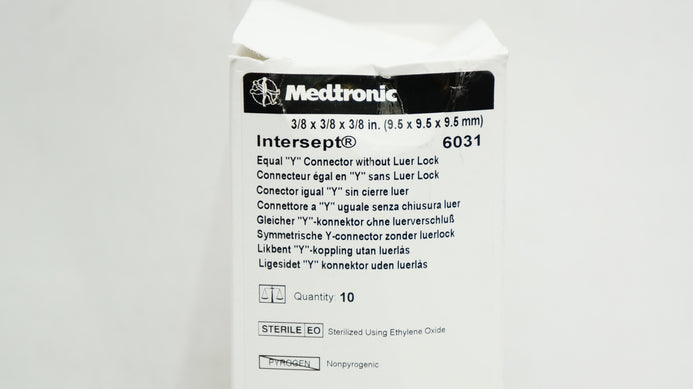 Medtronic
3/8 x 3/8 x 3/8 in. (9.5 x 9.5 x 9.5 mm)
Intersept® 6031
Equal "Y" Connector without Luer Lock
Connecteur égal en "Y" sans Luer Lock
Conector igual "Y" sin cierre luer
Connettore a "Y" uguale senza chiusura luer
Gleicher "Y"-konnektor ohne luerverschluß
Symmetrische Y-connector zonder luerlock
Likbent "Y"-koppling utan luerlås
Ligesidet "Y" konnektor uden luerlås
Quantity: 10
STERILE EO Sterilized Using Ethylene Oxide
PYROGEN Nonpyrogenic